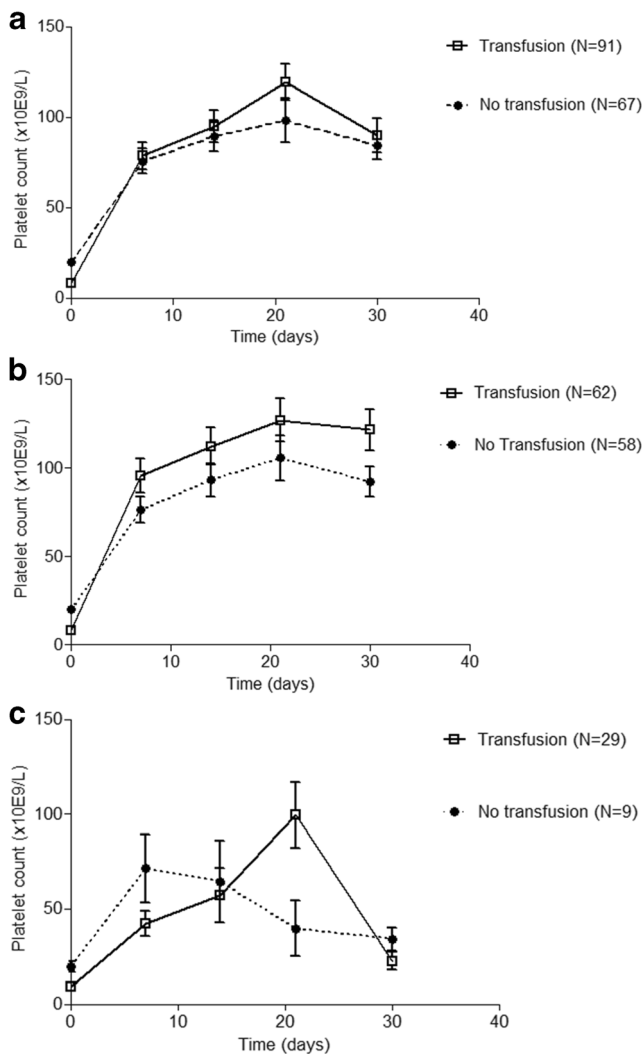 a
150
100
50
0
Platelet count (x10E9/L)
0 10 20 30 40
Time (days)
Transfusion (N=91)
No transfusion (N=67)
b
150
100
50
0
Platelet count (x10E9/L)
0 10 20 30 40
Time (days)
Transfusion (N=62)
No Transfusion (N=58)
c
150
100
50
0
Platelet count (x10E9/L)
0 10 20 30 40
Time (days)
Transfusion (N=29)
No transfusion (N=9)